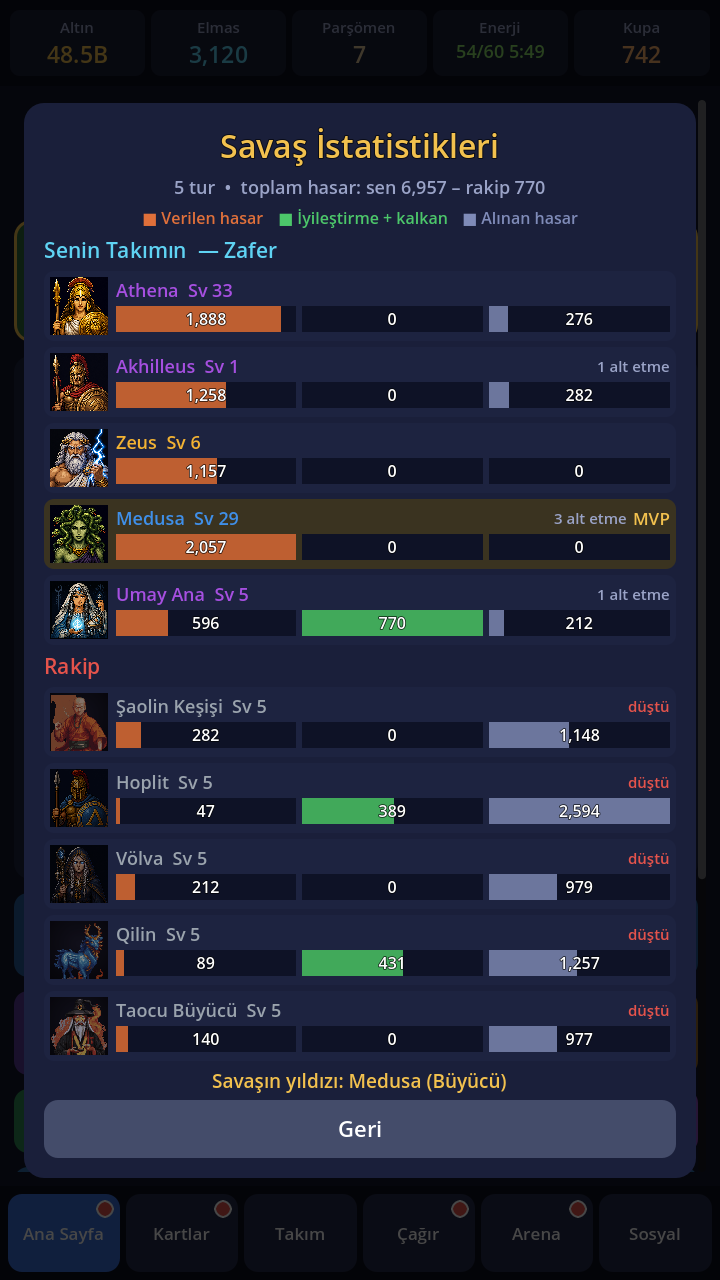 Altın Elmas Parşömen Enerji Kupa
48.5B 3,120 7 54/60 5:49 742
Savaş İstatistikleri
5 tur • toplam hasar: sen 6,957 – rakip 770
Verilen hasar İyileştirme + kalkan Alınan hasar
Senin Takımın — Zafer
Athena Sv 33
1,888 0 276
Akhilleus Sv 1 1 alt etme
1,258 0 282
Zeus Sv 6
1,157 0 0
Medusa Sv 29 3 alt etme MVP
2,057 0 0
Umay Ana Sv 5 1 alt etme
596 770 212
Rakip
Şaolin Keşişi Sv 5 düştü
282 0 1,148
Hoplit Sv 5 düştü
47 389 2,594
Völva Sv 5 düştü
212 0 979
Qilin Sv 5 düştü
89 431 1,257
Taocu Büyücü Sv 5 düştü
140 0 977
Savaşın yıldızı: Medusa (Büyücü)
Geri
Ana Sayfa Kartlar Takım Çağır Arena Sosyal